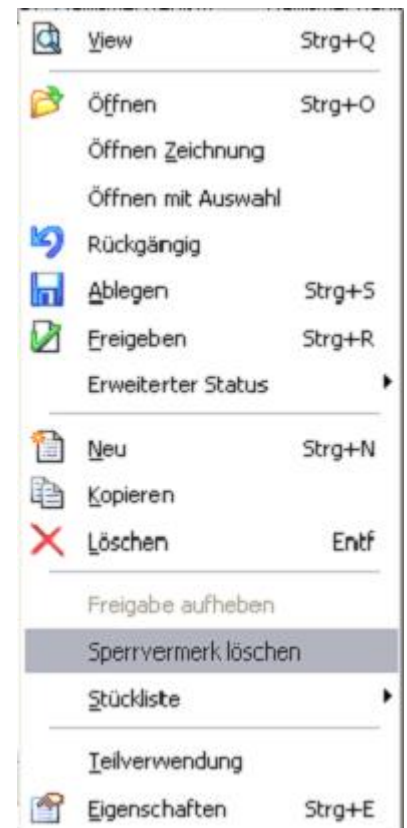 View Strg+Q
Öffnen Strg+O
Öffnen Zeichnung
Öffnen mit Auswahl
Rückgängig
Ablegen Strg+S
Freigeben Strg+R
Erweiterter Status
Neu Strg+N
Kopieren
Löschen Entf
Freigabe aufheben
Sperrvermerk löschen
Stückliste
Teilverwendung
Eigenschaften Strg+E